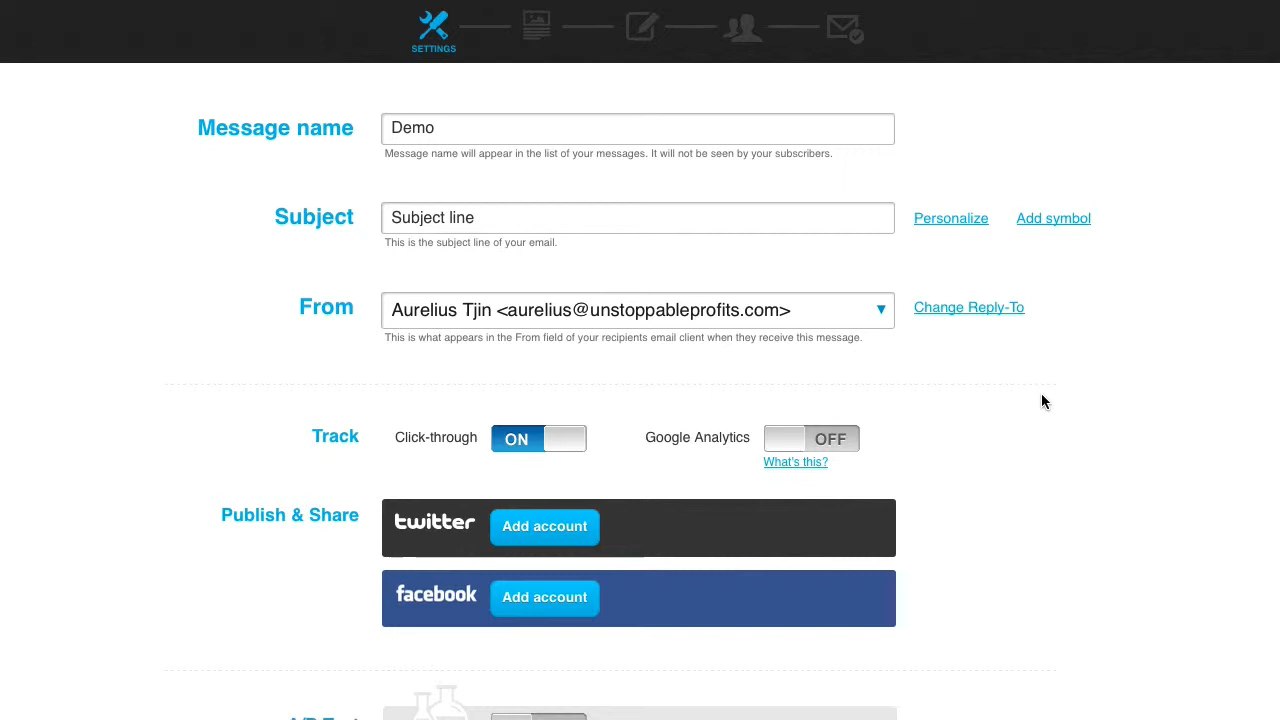 SETTINGS
Message name
Demo
Message name will appear in the list of your messages. It will not be seen by your subscribers.
Subject
Subject line
Personalize
Add symbol
This is the subject line of your email.
From
Aurelius Tjin <aurelius@unstoppableprofits.com>
Change Reply-To
This is what appears in the From field of your recipients email client when they receive this message.
Track
Click-through
ON
Google Analytics
OFF
What's this?
Publish & Share
twitter
Add account
facebook
Add account